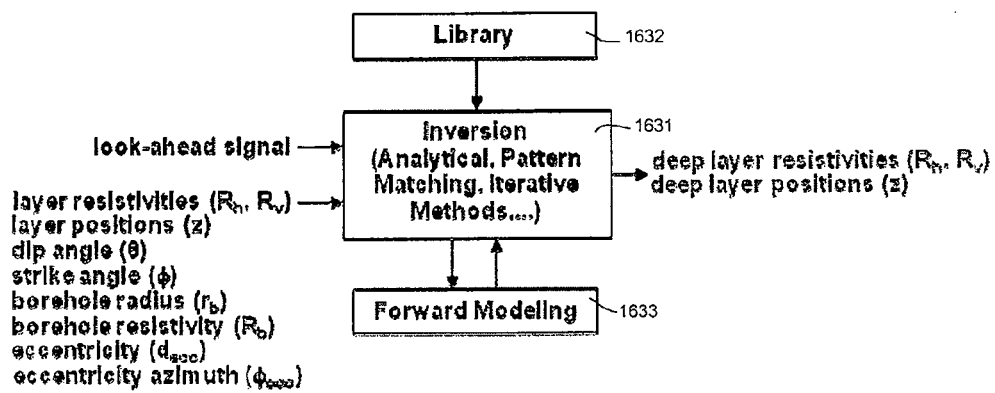 Library
1632
Inversion
(Analytical, Pattern
Matching, Iterative
Methods,...)
1631
look-ahead signal
layer resistivities (Rh, Rv)
layer positions (z)
dip angle (θ)
strike angle (ϕ)
borehole radius (rb)
borehole resistivity (Rb)
eccentricity (decc)
eccentricity azimuth (ϕecc)
deep layer resistivities (Rh, Rv)
deep layer positions (z)
Forward Modeling
1633